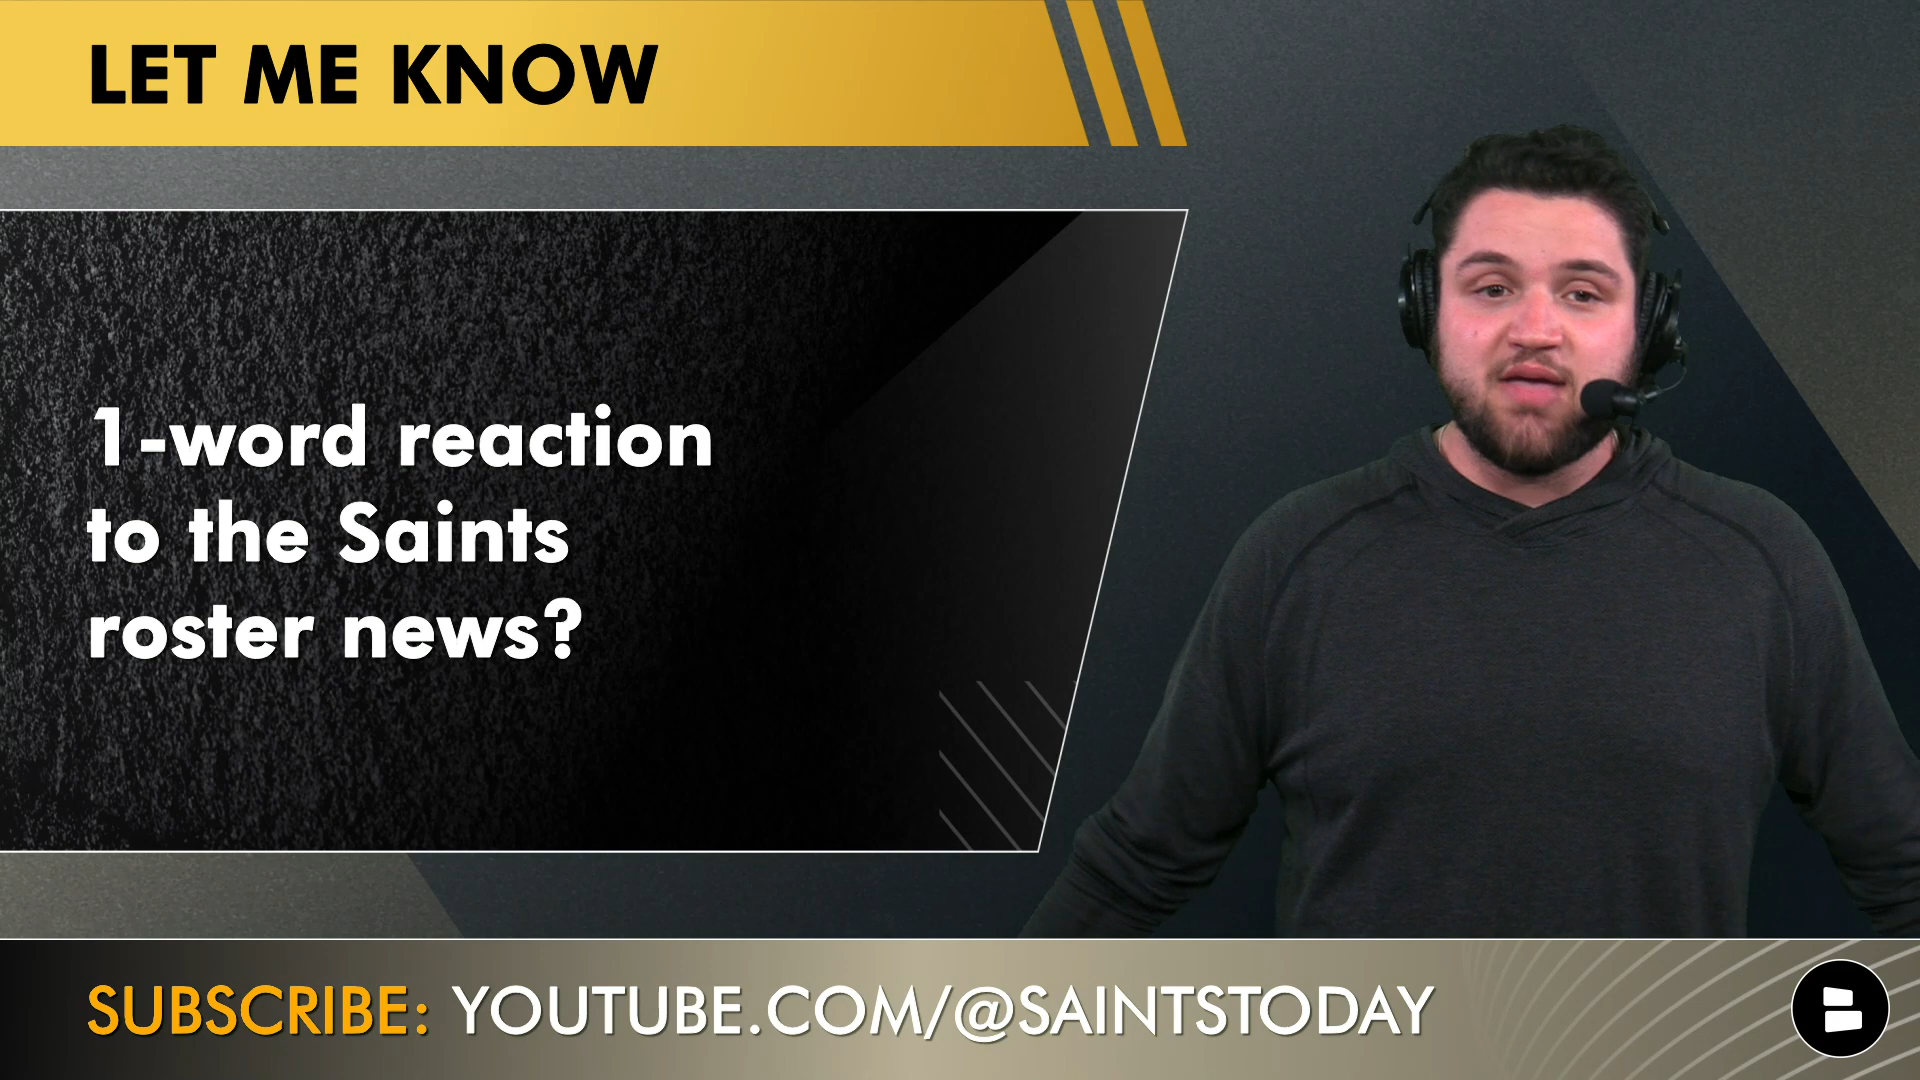 LET ME KNOW
1-word reaction
to the Saints
roster news?
SUBSCRIBE: YOUTUBE.COM/@SAINTSTODAY